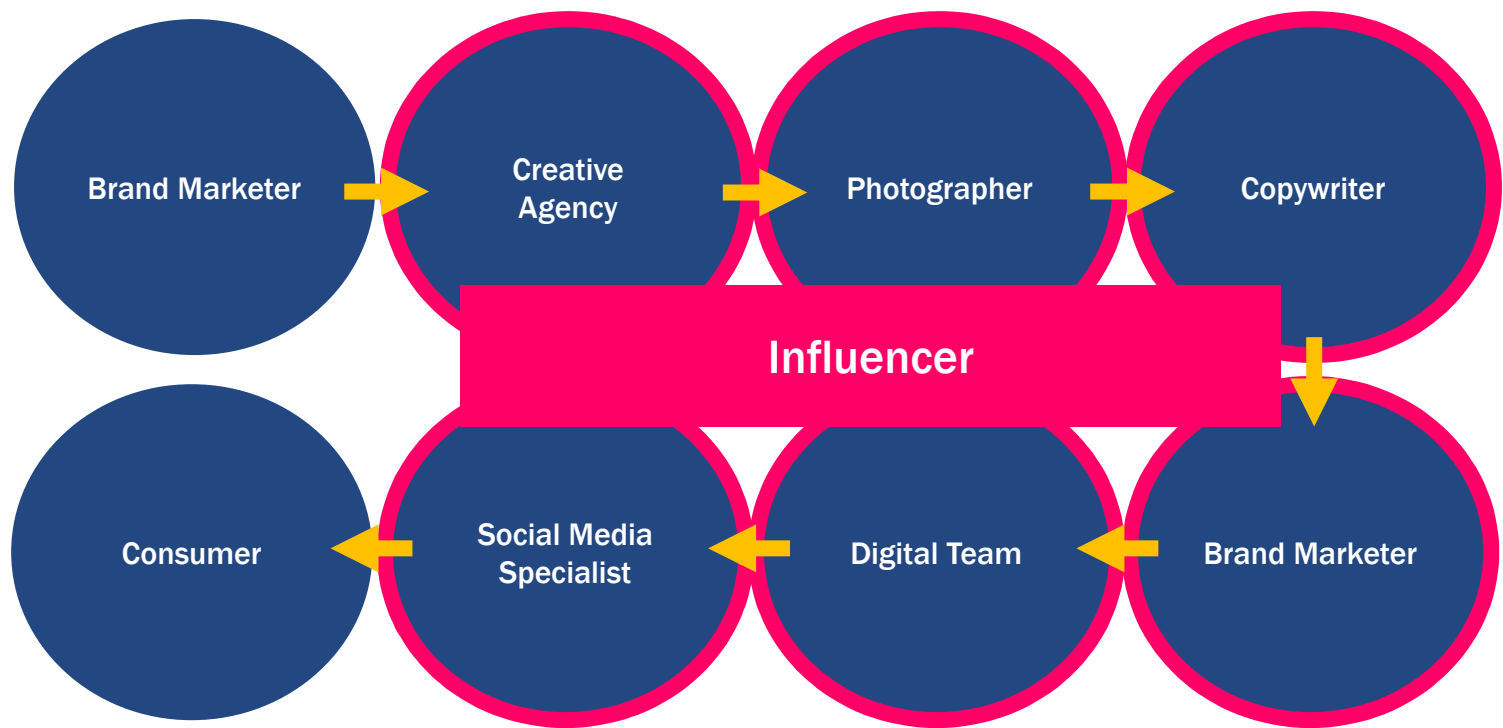 Brand Marketer
Creative
Agency
Photographer
Copywriter
Influencer
Consumer
Social Media
Specialist
Digital Team
Brand Marketer